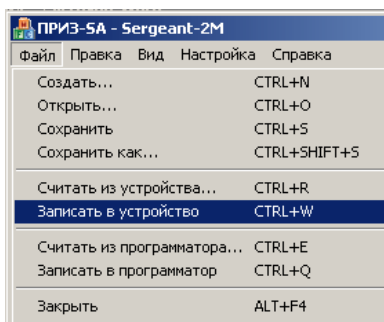 ПРИЗ-SA - Sergeant-2M
Файл Правка Вид Настройка Справка
Создать... CTRL+N
Открыть... CTRL+O
Сохранить CTRL+S
Сохранить как... CTRL+SHIFT+S
Считать из устройства... CTRL+R
Записать в устройство CTRL+W
Считать из программатора... CTRL+E
Записать в программатор CTRL+Q
Закрыть ALT+F4